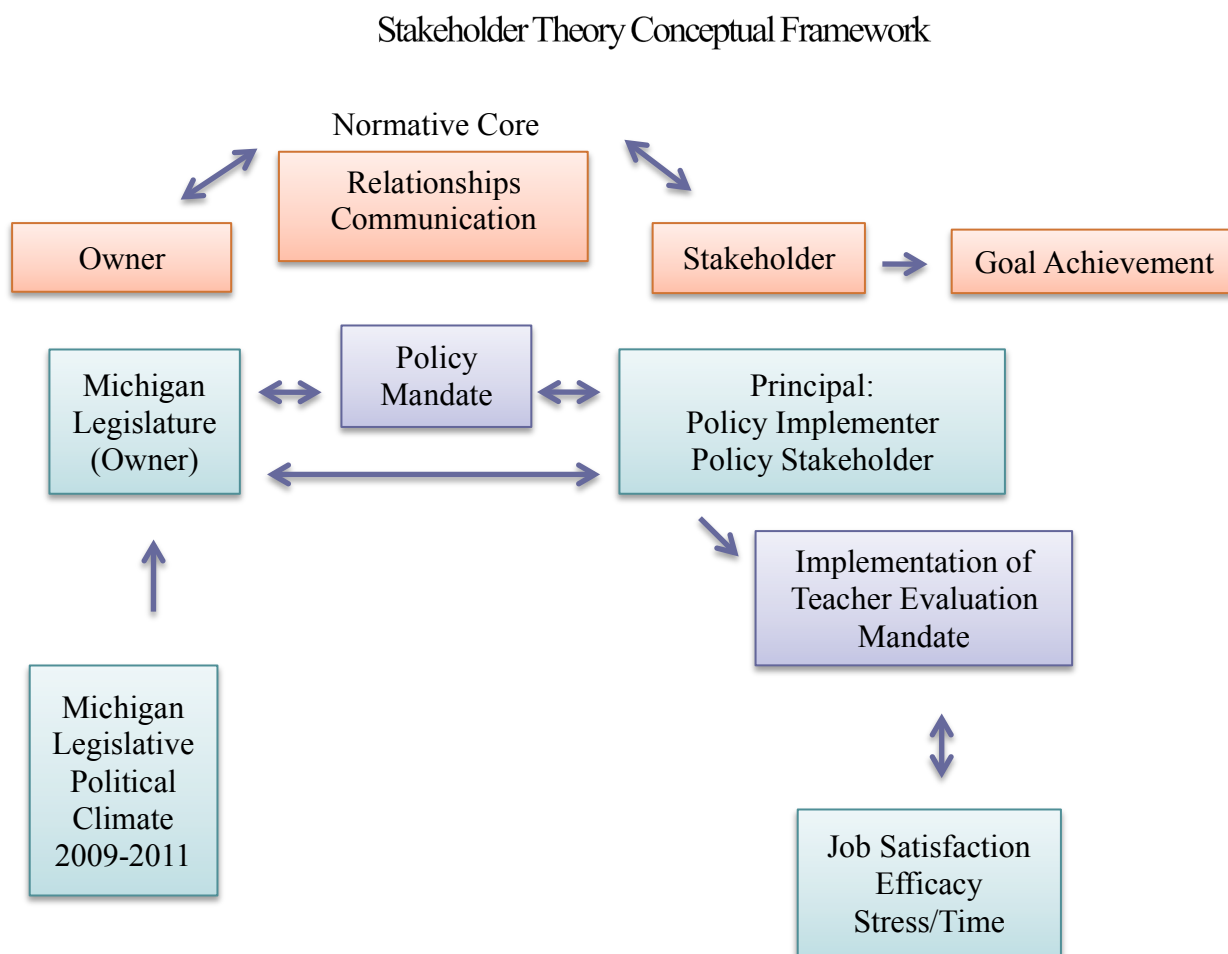 Stakeholder Theory Conceptual Framework
Normative Core
Relationships
Communication
Owner
Stakeholder
Goal Achievement
Michigan
Legislature
(Owner)
Policy
Mandate
Principal:
Policy Implementer
Policy Stakeholder
Implementation of
Teacher Evaluation
Mandate
Michigan
Legislative
Political
Climate
2009-2011
Job Satisfaction
Efficacy
Stress/Time